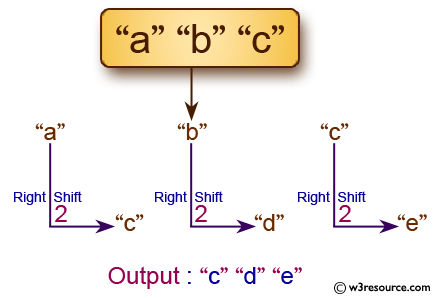 “a” “b” “c”
“a” “b” “c”
Right Shift Right Shift Right Shift
2 2 2
“c” “d” “e”
Output : “c” “d” “e”
© w3resource.com